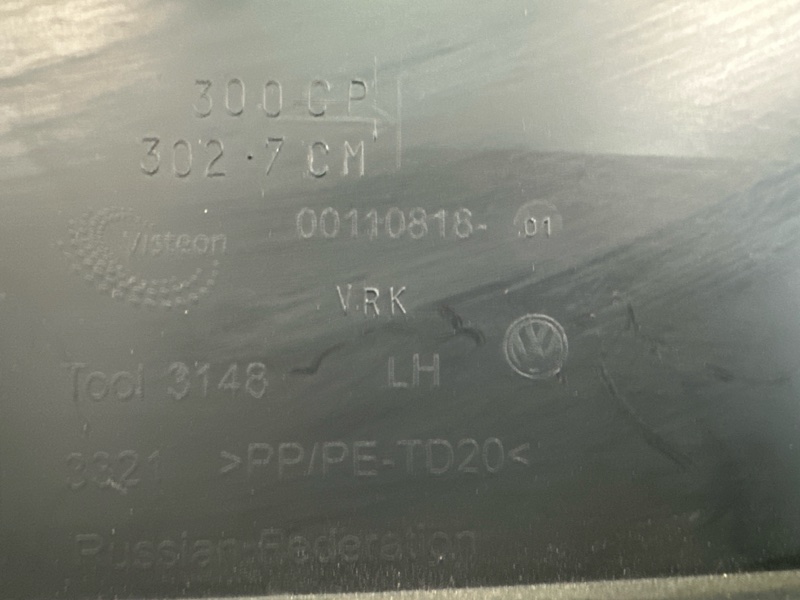 300 CP
302.7 CM
Visteon 00110818- .01
VRK
Tool 3148 LH
3321 >PP/PE-TD20<
Russian-Federation